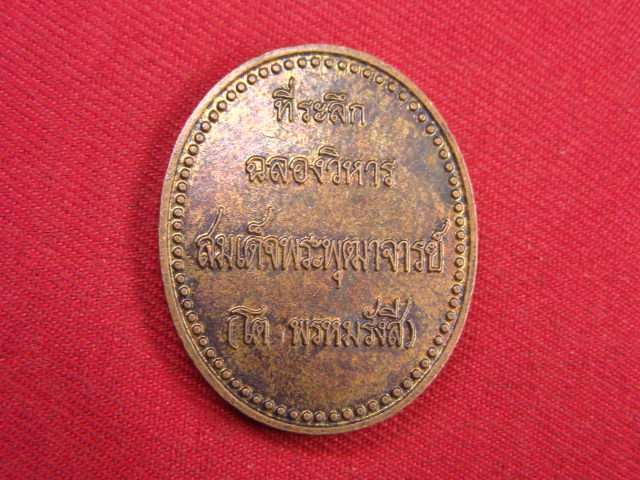 ที่ระลึก
ฉลองวิหาร
สมเด็จพระพุฒาจารย์
(โต พรหมรังสี)